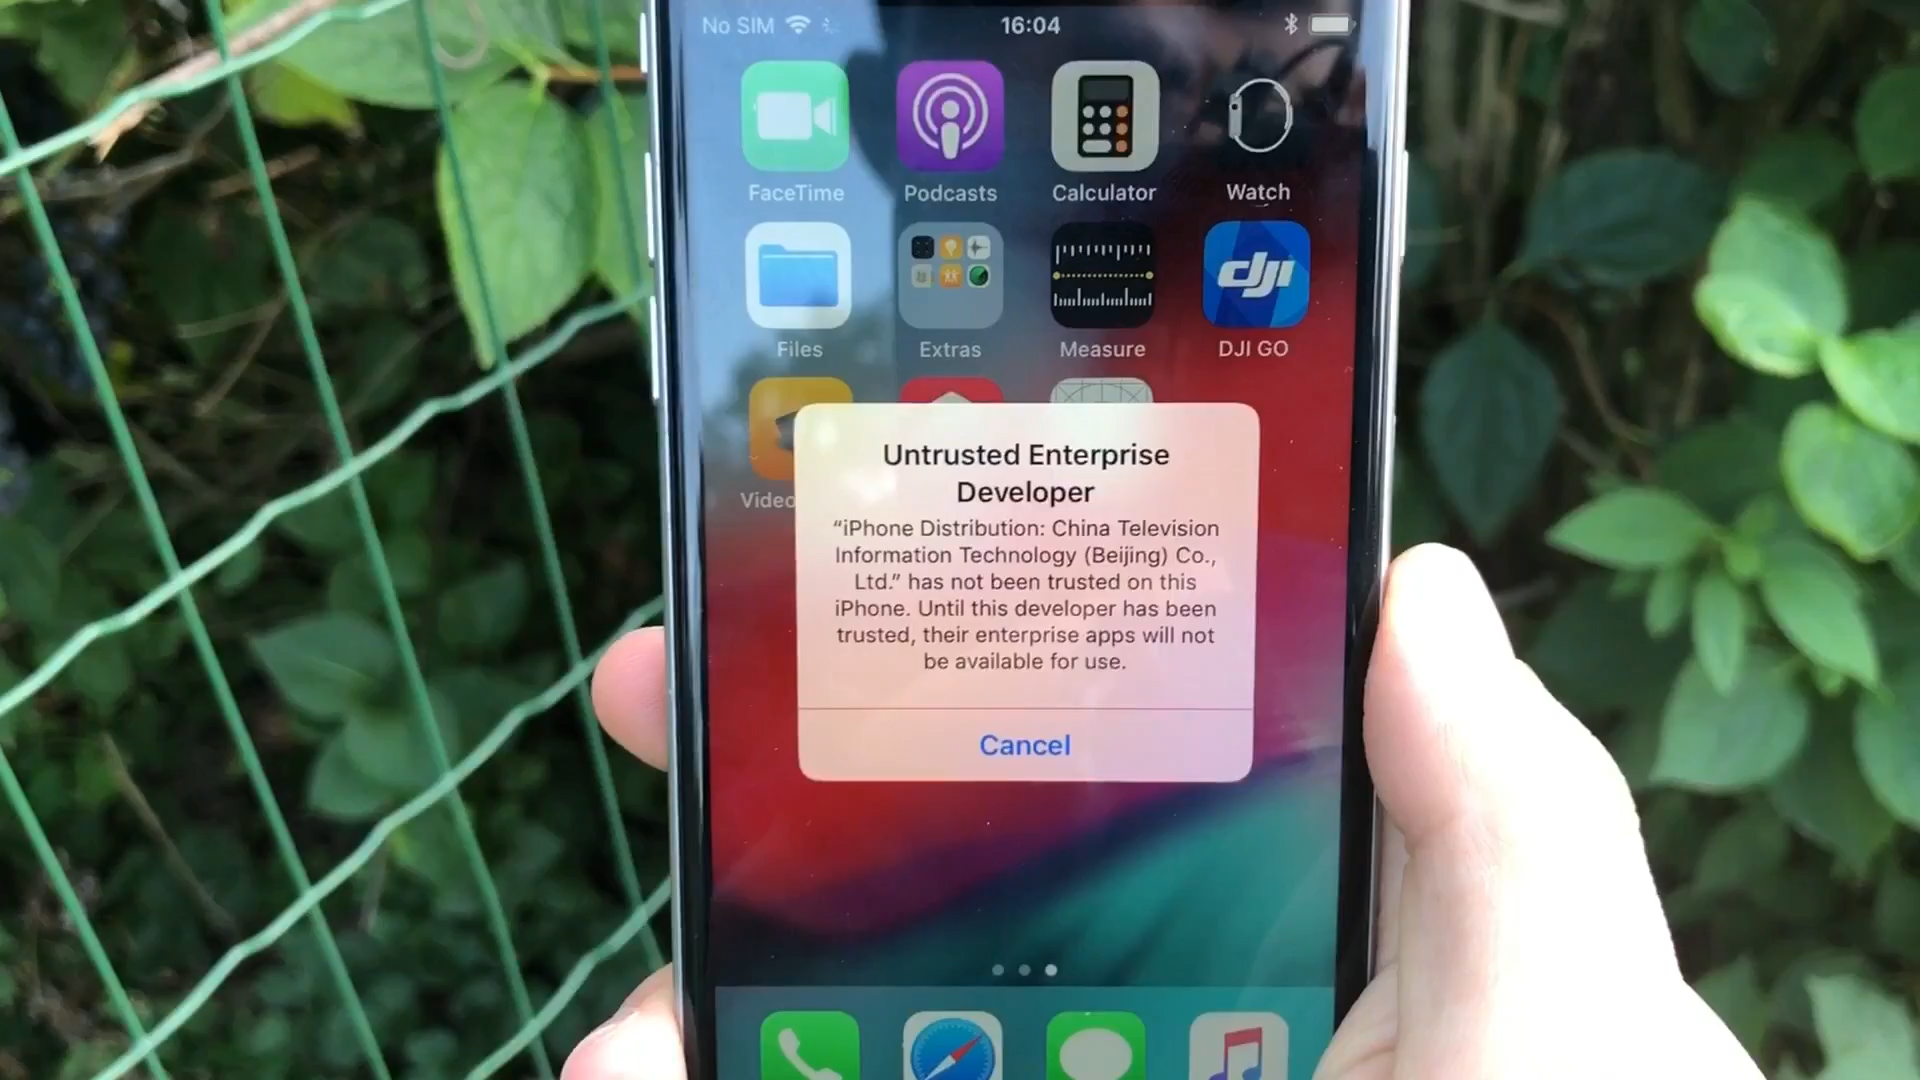 No SIM 16:04
FaceTime Podcasts Calculator Watch
dji
Files Extras Measure DJI GO
Video
Untrusted Enterprise
Developer
“iPhone Distribution: China Television
Information Technology (Beijing) Co.,
Ltd.” has not been trusted on this
iPhone. Until this developer has been
trusted, their enterprise apps will not
be available for use.
Cancel